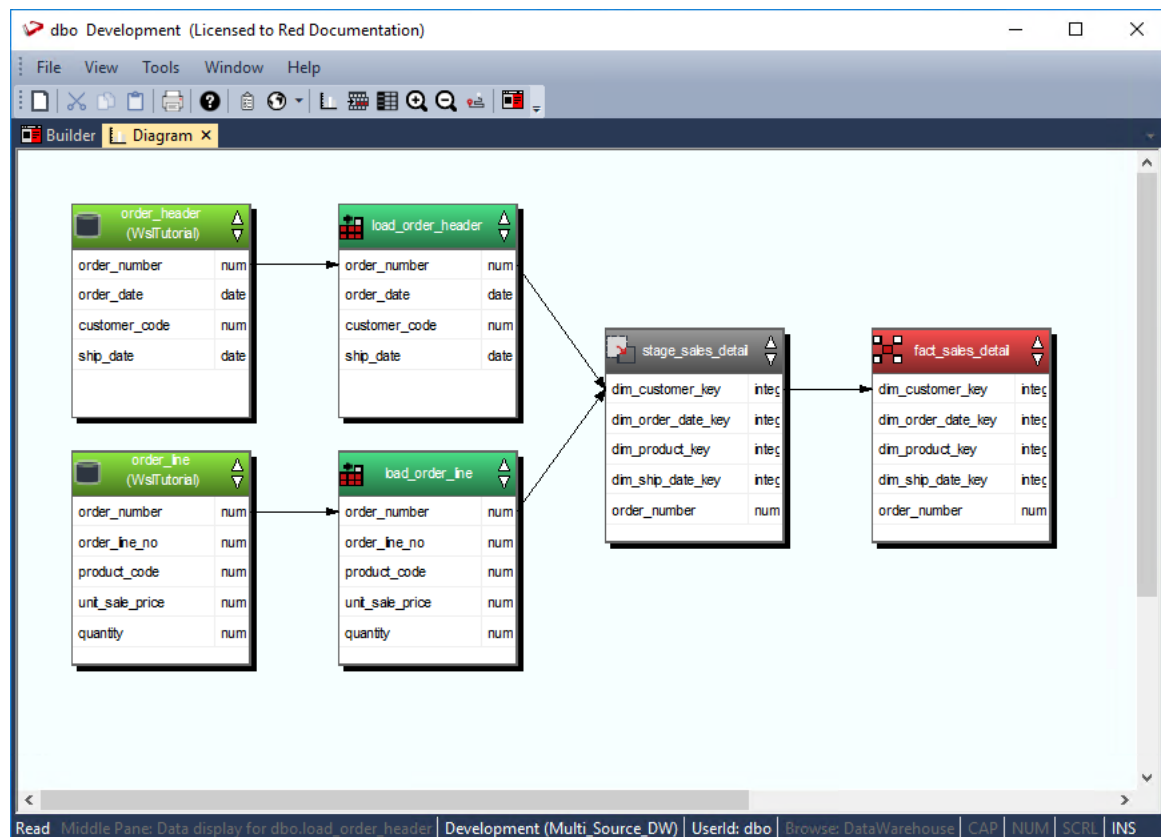 dbo Development (Licensed to Red Documentation)
File View Tools Window Help
Builder Diagram
order_header
(WslTutorial)
order_number num
order_date date
customer_code num
ship_date date
load_order_header
order_number num
order_date date
customer_code num
ship_date date
order_line
(WslTutorial)
order_number num
order_line_no num
product_code num
unit_sale_price num
quantity num
load_order_line
order_number num
order_line_no num
product_code num
unit_sale_price num
quantity num
stage_sales_detail
dim_customer_key integ
dim_order_date_key integ
dim_product_key integ
dim_ship_date_key integ
order_number num
fact_sales_detail
dim_customer_key integ
dim_order_date_key integ
dim_product_key integ
dim_ship_date_key integ
order_number num
Read Middle Pane: Data display for dbo.load_order_header Development (Multi_Source_DW) UserId: dbo Browse: DataWarehouse CAP NUM SCRL INS